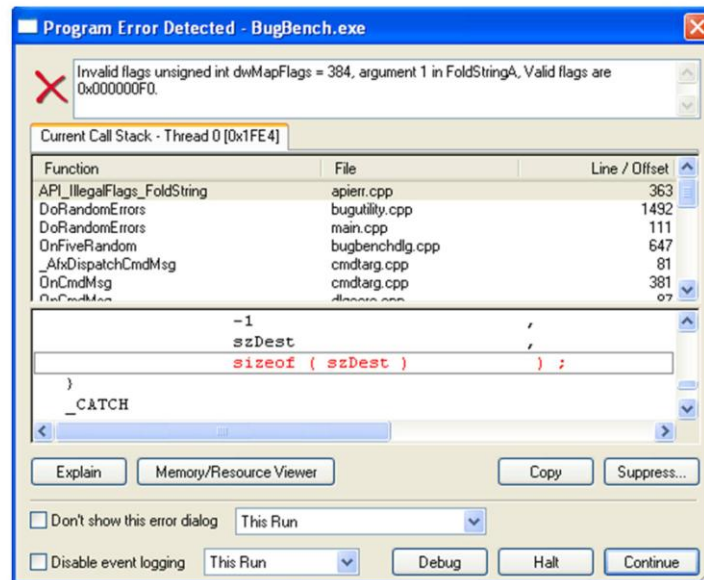 Program Error Detected - BugBench.exe
Invalid flags unsigned int dwMapFlags = 384, argument 1 in FoldStringA, Valid flags are
0x000000F0.
Current Call Stack - Thread 0 [0x1FE4]
Function File Line / Offset
API_IllegalFlags_FoldString apierr.cpp 363
DoRandomErrors bugutility.cpp 1492
DoRandomErrors main.cpp 111
OnFiveRandom bugbenchdlg.cpp 647
_AfxDispatchCmdMsg cmdtarg.cpp 81
OnCmdMsg cmdtarg.cpp 381
OnCmdMsg 87
-1 ,
szDest ,
sizeof ( szDest ) ) ;
}
_CATCH
Explain Memory/Resource Viewer Copy Suppress...
Don't show this error dialog This Run
Disable event logging This Run Debug Halt Continue